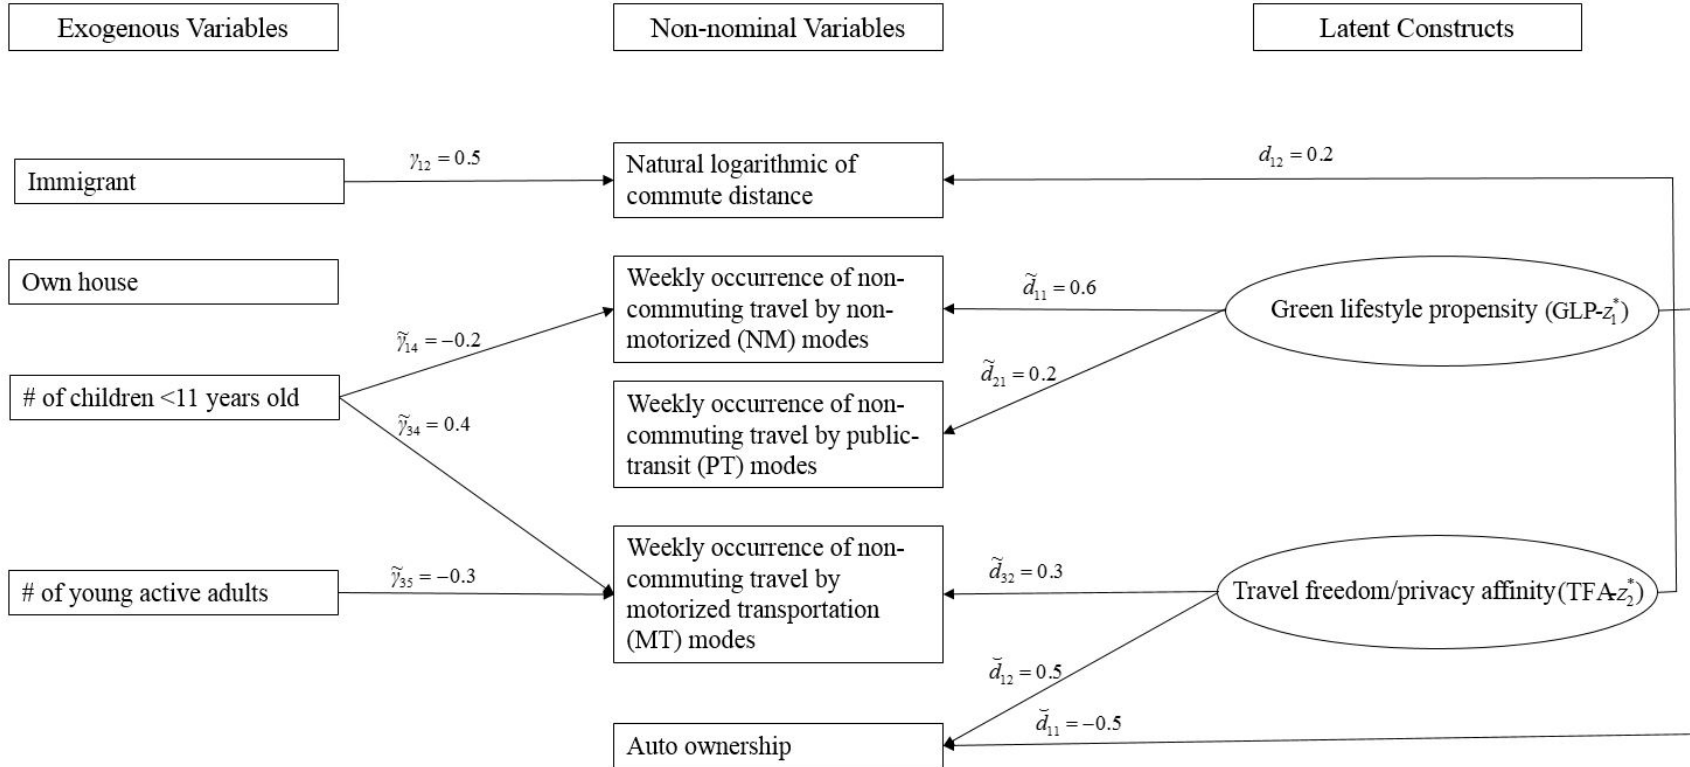 Exogenous Variables
Non-nominal Variables
Latent Constructs
Immigrant
γ₁₂ = 0.5
Natural logarithmic of
commute distance
d₁₂ = 0.2
Own house
Weekly occurrence of non-
commuting travel by non-
motorized (NM) modes
d̃₁₁ = 0.6
Green lifestyle propensity (GLP-z₁*)
γ̃₁₄ = −0.2
# of children <11 years old
γ̃₃₄ = 0.4
Weekly occurrence of non-
commuting travel by public-
transit (PT) modes
d̃₂₁ = 0.2
# of young active adults
γ̃₃₅ = −0.3
Weekly occurrence of non-
commuting travel by
motorized transportation
(MT) modes
d̃₃₂ = 0.3
Travel freedom/privacy affinity (TFA-z₂*)
d̆₁₂ = 0.5
d̆₁₁ = −0.5
Auto ownership